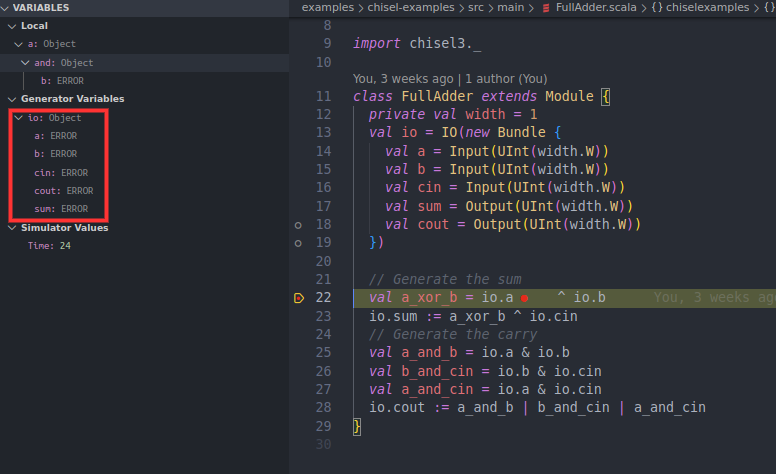 VARIABLES
Local
a: Object
and: Object
b: ERROR
Generator Variables
io: Object
a: ERROR
b: ERROR
cin: ERROR
cout: ERROR
sum: ERROR
Simulator Values
Time: 24
examples > chisel-examples > src > main > FullAdder.scala > {} chiselexamples > {}
8
9 import chisel3._
10
You, 3 weeks ago | 1 author (You)
11 class FullAdder extends Module {
12 private val width = 1
13 val io = IO(new Bundle {
14 val a = Input(UInt(width.W))
15 val b = Input(UInt(width.W))
16 val cin = Input(UInt(width.W))
17 val sum = Output(UInt(width.W))
18 val cout = Output(UInt(width.W))
19 })
20
21 // Generate the sum
22 val a_xor_b = io.a ^ io.b You, 3 weeks ag
23 io.sum := a_xor_b ^ io.cin
24 // Generate the carry
25 val a_and_b = io.a & io.b
26 val b_and_cin = io.b & io.cin
27 val a_and_cin = io.a & io.cin
28 io.cout := a_and_b | b_and_cin | a_and_cin
29 }
30